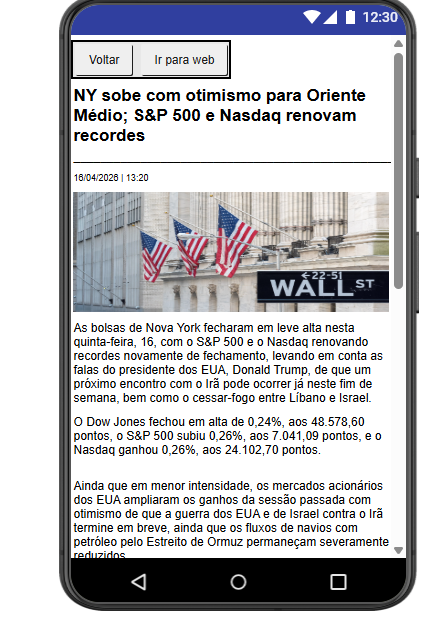 12:30
Voltar Ir para web
NY sobe com otimismo para Oriente
Médio; S&P 500 e Nasdaq renovam
recordes
16/04/2026 | 13:20
←22-51
WALL ST
As bolsas de Nova York fecharam em leve alta nesta
quinta-feira, 16, com o S&P 500 e o Nasdaq renovando
recordes novamente de fechamento, levando em conta as
falas do presidente dos EUA, Donald Trump, de que um
próximo encontro com o Irã pode ocorrer já neste fim de
semana, bem como o cessar-fogo entre Líbano e Israel.
O Dow Jones fechou em alta de 0,24%, aos 48.578,60
pontos, o S&P 500 subiu 0,26%, aos 7.041,09 pontos, e o
Nasdaq ganhou 0,26%, aos 24.102,70 pontos.
Ainda que em menor intensidade, os mercados acionários
dos EUA ampliaram os ganhos da sessão passada com
otimismo de que a guerra dos EUA e de Israel contra o Irã
termine em breve, ainda que os fluxos de navios com
petróleo pelo Estreito de Ormuz permaneçam severamente
reduzidos